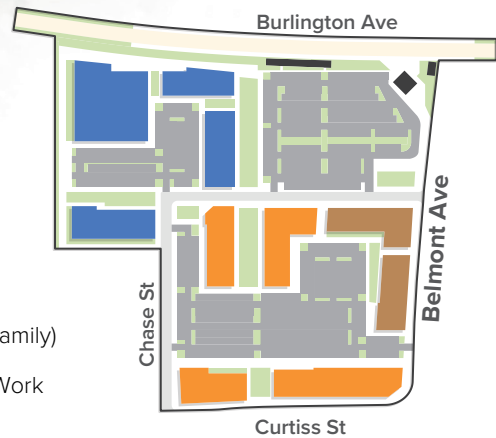 Burlington Ave
Belmont Ave
Chase St
amily)
Work
Curtiss St